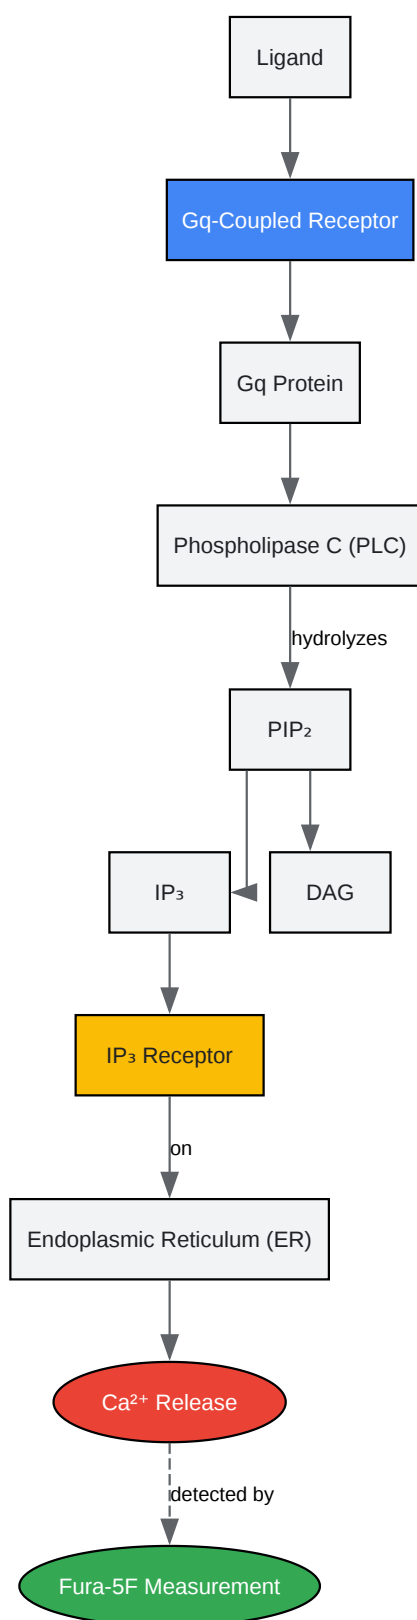 Ligand
Gq-Coupled Receptor
Gq Protein
Phospholipase C (PLC)
hydrolyzes
PIP₂
IP₃
DAG
IP₃ Receptor
on
Endoplasmic Reticulum (ER)
Ca²⁺ Release
detected by
Fura-5F Measurement